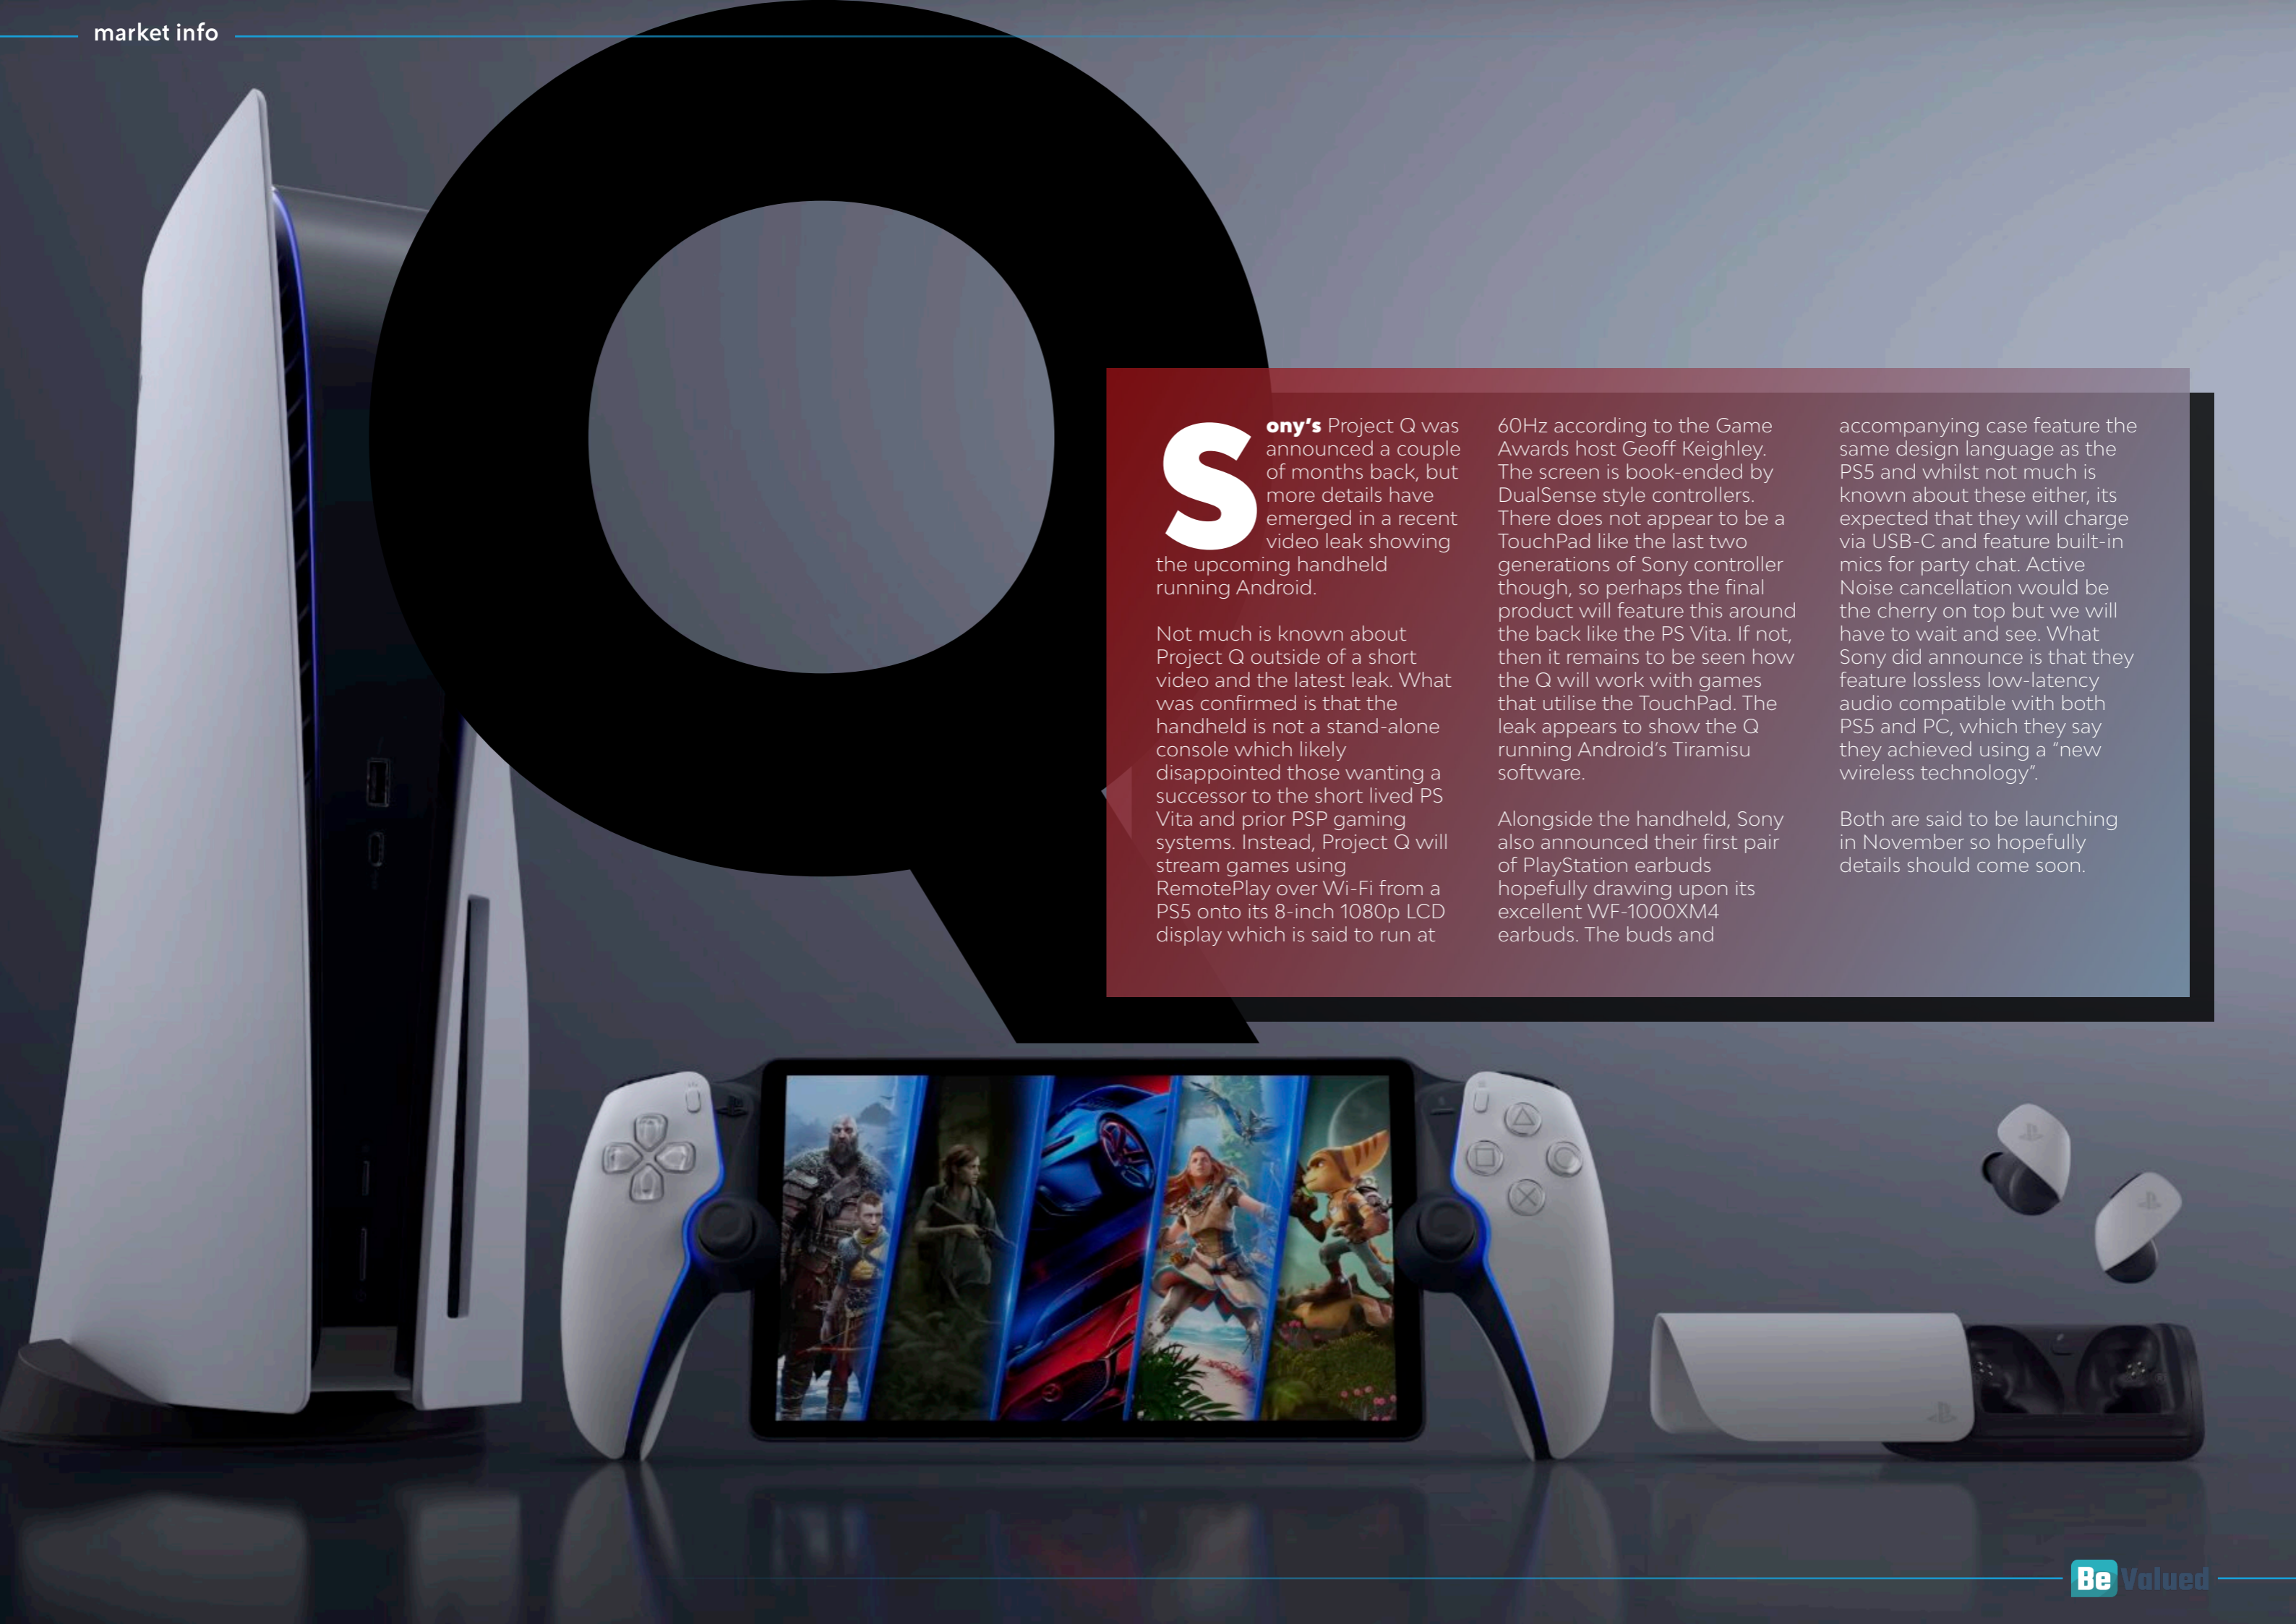 market info
Q
Sony's Project Q was
announced a couple
of months back, but
more details have
emerged in a recent
video leak showing
the upcoming handheld
running Android.
Not much is known about
Project Q outside of a short
video and the latest leak. What
was confirmed is that the
handheld is not a stand-alone
console which likely
disappointed those wanting a
successor to the short lived PS
Vita and prior PSP gaming
systems. Instead, Project Q will
stream games using
RemotePlay over Wi-Fi from a
PS5 onto its 8-inch 1080p LCD
display which is said to run at
60Hz according to the Game
Awards host Geoff Keighley.
The screen is book-ended by
DualSense style controllers.
There does not appear to be a
TouchPad like the last two
generations of Sony controller
though, so perhaps the final
product will feature this around
the back like the PS Vita. If not,
then it remains to be seen how
the Q will work with games
that utilise the TouchPad. The
leak appears to show the Q
running Android's Tiramisu
software.
Alongside the handheld, Sony
also announced their first pair
of PlayStation earbuds
hopefully drawing upon its
excellent WF-1000XM4
earbuds. The buds and
accompanying case feature the
same design language as the
PS5 and whilst not much is
known about these either, its
expected that they will charge
via USB-C and feature built-in
mics for party chat. Active
Noise cancellation would be
the cherry on top but we will
have to wait and see. What
Sony did announce is that they
feature lossless low-latency
audio compatible with both
PS5 and PC, which they say
they achieved using a "new
wireless technology".
Both are said to be launching
in November so hopefully
details should come soon.
Be Valued